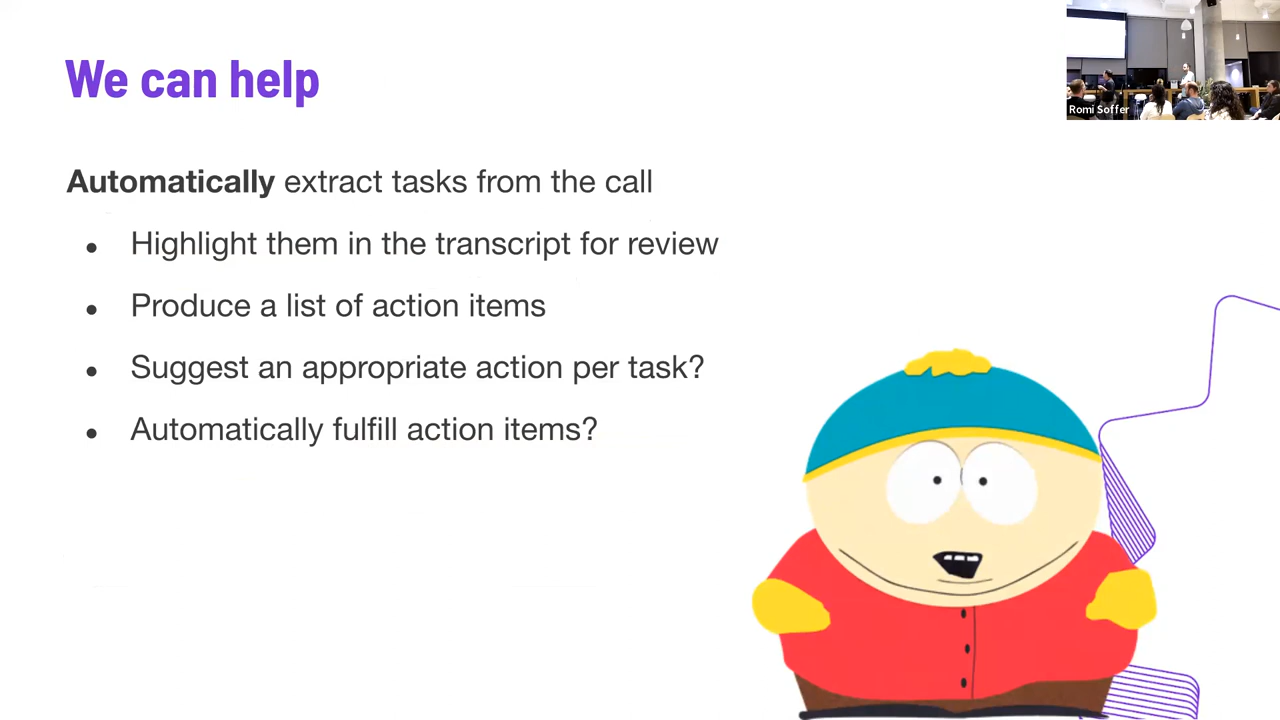 We can help
Romi Soffer
Automatically extract tasks from the call
● Highlight them in the transcript for review
● Produce a list of action items
● Suggest an appropriate action per task?
● Automatically fulfill action items?